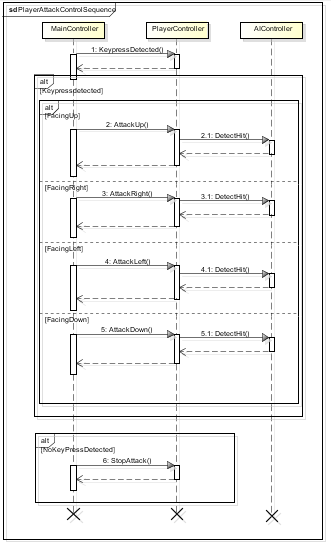 sd PlayerAttackControlSequence
MainController PlayerController AIController
1: KeypressDetected()
alt
[Keypressdetected]
alt
[FacingUp]
2: AttackUp()
2.1: DetectHit()
[FacingRight]
3: AttackRight()
3.1: DetectHit()
[FacingLeft]
4: AttackLeft()
4.1: DetectHit()
[FacingDown]
5: AttackDown()
5.1: DetectHit()
alt
[NoKeyPressDetected]
6: StopAttack()